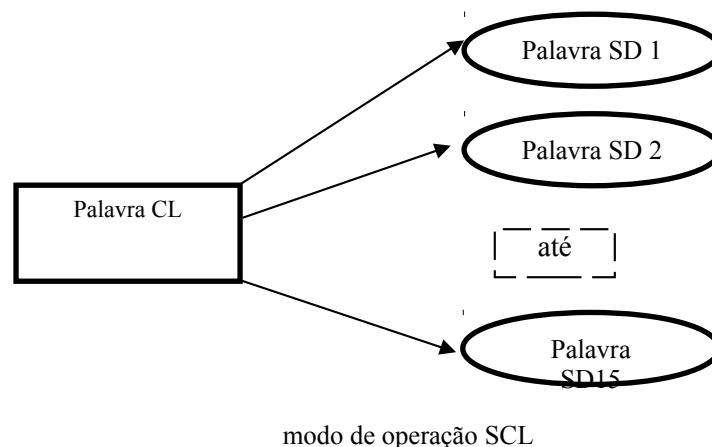 Palavra SD 1
Palavra SD 2
Palavra CL
até
Palavra
SD15
modo de operação SCL